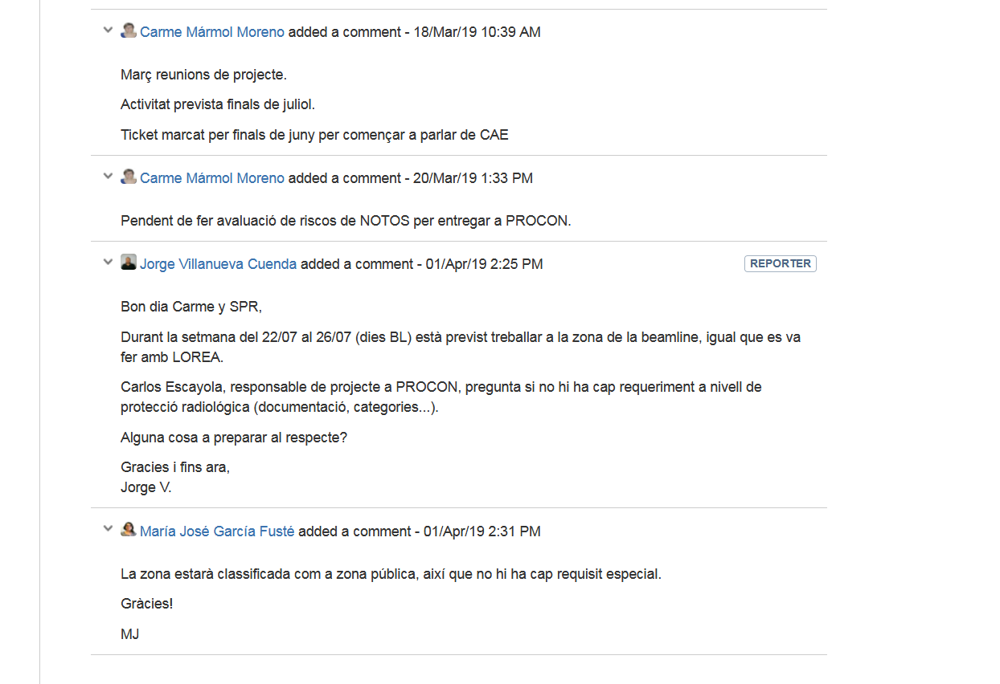 Carme Mármol Moreno added a comment - 18/Mar/19 10:39 AM
Març reunions de projecte.
Activitat prevista finals de juliol.
Ticket marcat per finals de juny per començar a parlar de CAE
Carme Mármol Moreno added a comment - 20/Mar/19 1:33 PM
Pendent de fer avaluació de riscos de NOTOS per entregar a PROCON.
Jorge Villanueva Cuenda added a comment - 01/Apr/19 2:25 PM REPORTER
Bon dia Carme y SPR,
Durant la setmana del 22/07 al 26/07 (dies BL) està previst treballar a la zona de la beamline, igual que es va
fer amb LOREA.
Carlos Escayola, responsable de projecte a PROCON, pregunta si no hi ha cap requeriment a nivell de
protecció radiológica (documentació, categories...).
Alguna cosa a preparar al respecte?
Gracies i fins ara,
Jorge V.
María José García Fusté added a comment - 01/Apr/19 2:31 PM
La zona estarà classificada com a zona pública, així que no hi ha cap requisit especial.
Gràcies!
MJ